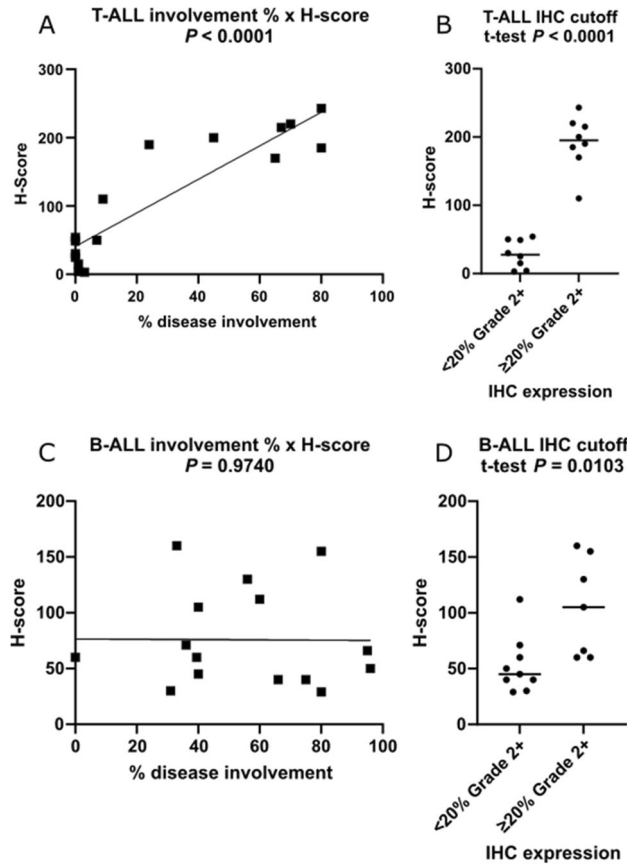 A
T-ALL involvement % x H-score
P < 0.0001
300
200
100
0
H-Score
0 20 40 60 80 100
% disease involvement
B
T-ALL IHC cutoff
t-test P < 0.0001
300
200
100
0
H-score
<20% Grade 2+
≥20% Grade 2+
IHC expression
C
B-ALL involvement % x H-score
P = 0.9740
200
150
100
50
0
H-score
0 20 40 60 80 100
% disease involvement
D
B-ALL IHC cutoff
t-test P = 0.0103
200
150
100
50
0
H-score
<20% Grade 2+
≥20% Grade 2+
IHC expression